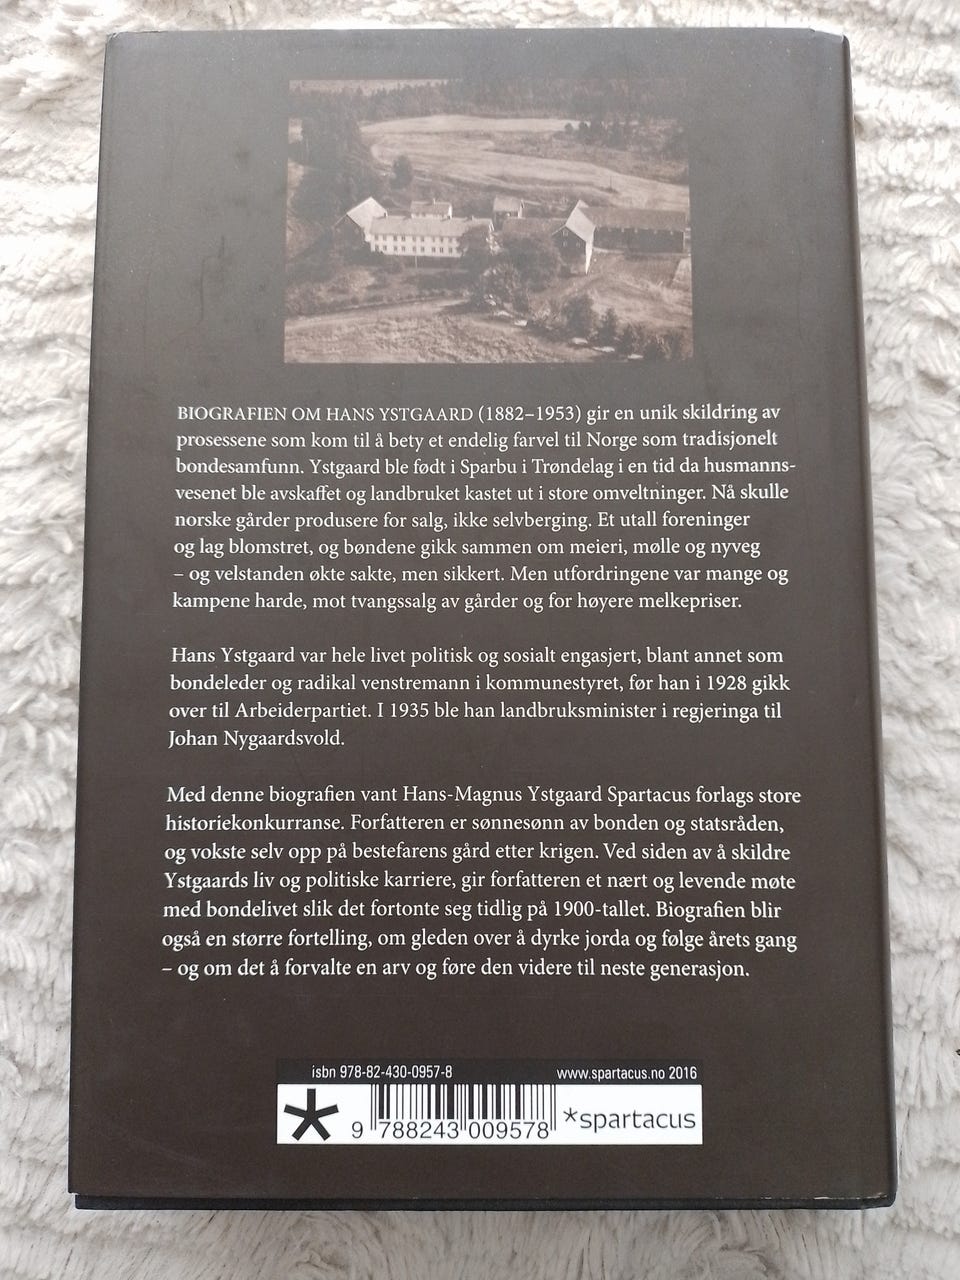 BIOGRAFIEN OM HANS YSTGAARD (1882–1953) gir en unik skildring av
prosessene som kom til å bety et endelig farvel til Norge som tradisjonelt
bondesamfunn. Ystgaard ble født i Sparbu i Trøndelag i en tid da husmanns-
vesenet ble avskaffet og landbruket kastet ut i store omveltninger. Nå skulle
norske gårder produsere for salg, ikke selvberging. Et utall foreninger
og lag blomstret, og bøndene gikk sammen om meieri, mølle og nyveg
– og velstanden økte sakte, men sikkert. Men utfordringene var mange og
kampene harde, mot tvangssalg av gårder og for høyere melkepriser.
Hans Ystgaard var hele livet politisk og sosialt engasjert, blant annet som
bondeleder og radikal venstremann i kommunestyret, før han i 1928 gikk
over til Arbeiderpartiet. I 1935 ble han landbruksminister i regjeringa til
Johan Nygaardsvold.
Med denne biografien vant Hans-Magnus Ystgaard Spartacus forlags store
historiekonkurranse. Forfatteren er sønnesønn av bonden og statsråden,
og vokste selv opp på bestefarens gård etter krigen. Ved siden av å skildre
Ystgaards liv og politiske karriere, gir forfatteren et nært og levende møte
med bondelivet slik det fortonte seg tidlig på 1900-tallet. Biografien blir
også en større fortelling, om gleden over å dyrke jorda og følge årets gang
– og om det å forvalte en arv og føre den videre til neste generasjon.
isbn 978-82-430-0957-8 www.spartacus.no 2016
9 788243 009578 *spartacus